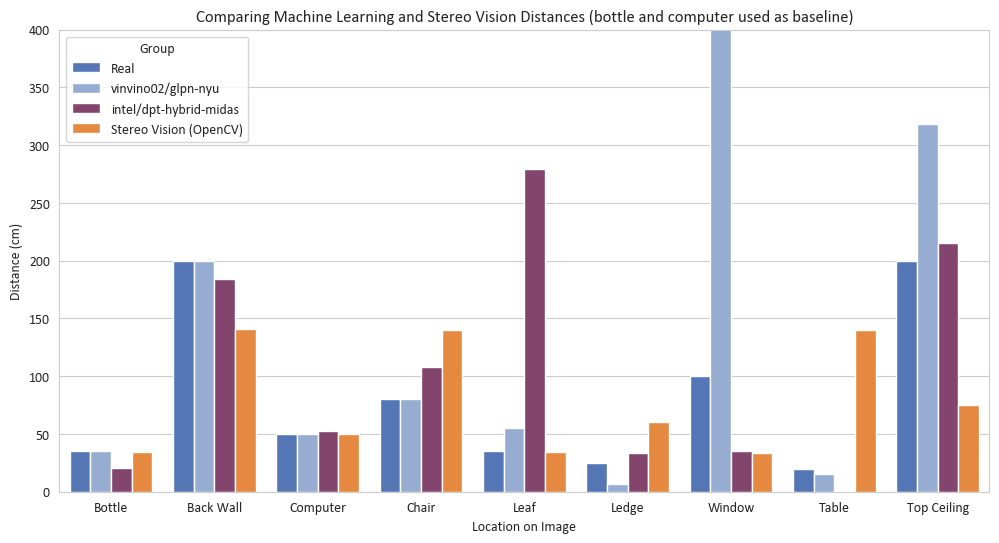 Comparing Machine Learning and Stereo Vision Distances (bottle and computer used as baseline)
Group
Real
vinvino02/glpn-nyu
intel/dpt-hybrid-midas
Stereo Vision (OpenCV)
400
350
300
250
200
150
100
50
0
Distance (cm)
Bottle Back Wall Computer Chair Leaf Ledge Window Table Top Ceiling
Location on Image